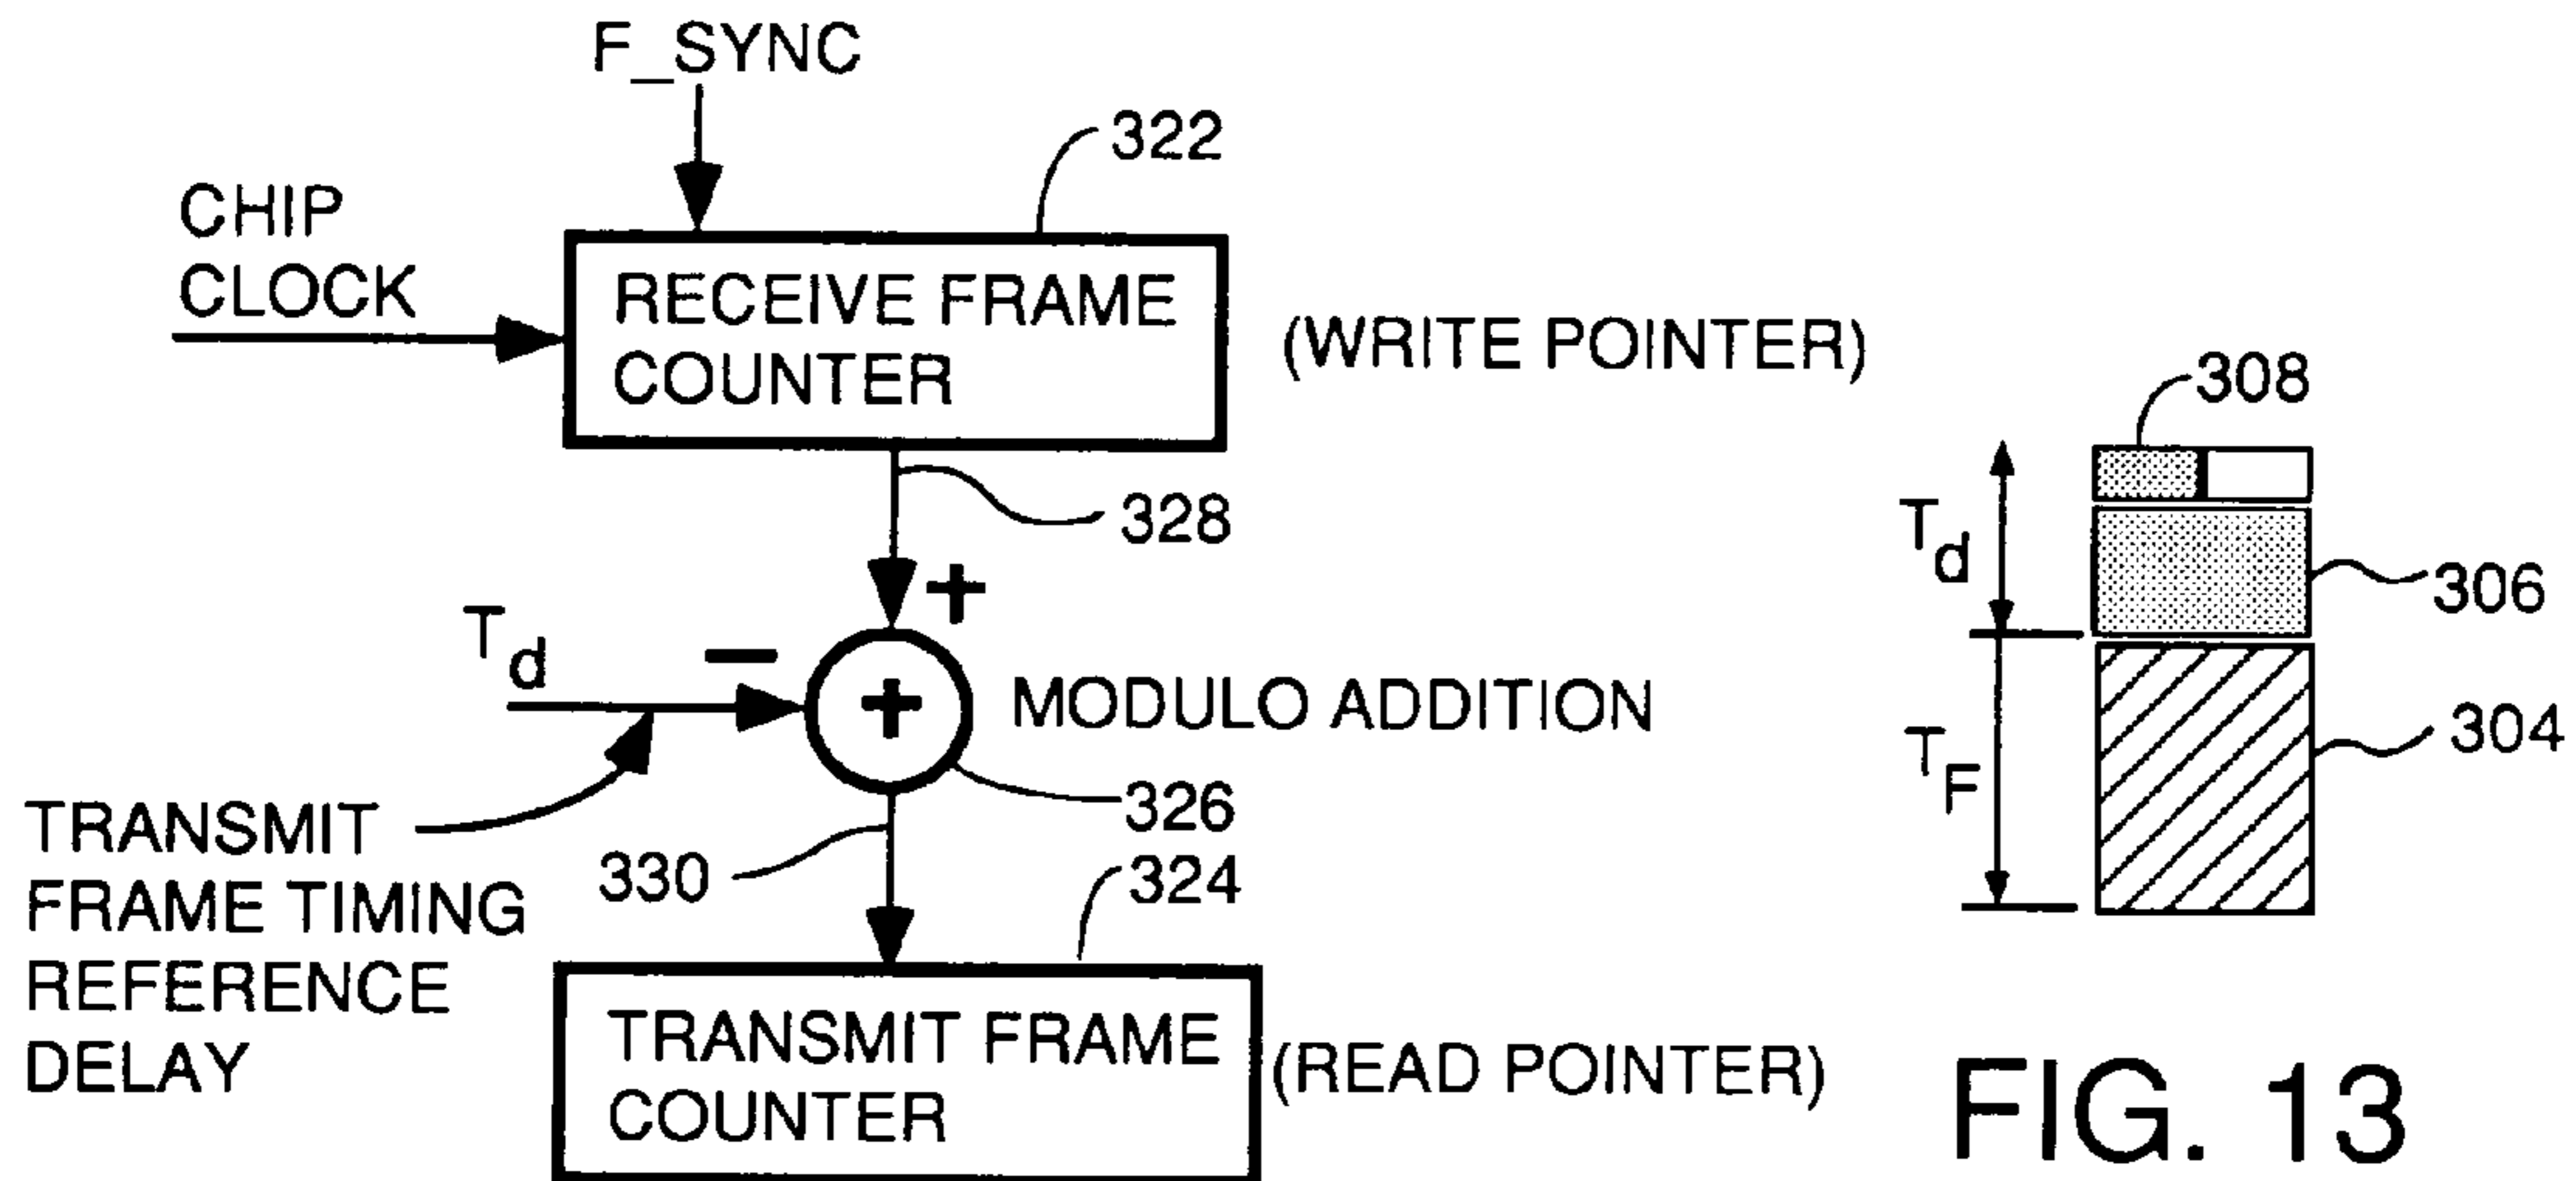 F_SYNC
322
CHIP
CLOCK
RECEIVE FRAME
COUNTER
(WRITE POINTER)
308
328
+
Td
306
Td
−
+
MODULO ADDITION
304
TF
326
TRANSMIT
FRAME TIMING
REFERENCE
DELAY
330
324
TRANSMIT FRAME
COUNTER
(READ POINTER)
FIG. 13